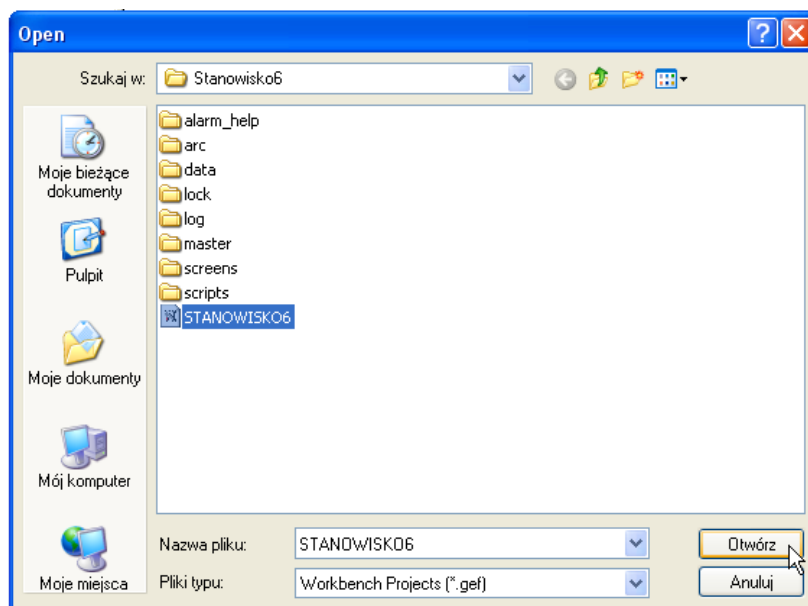 Open
Szukaj w: Stanowisko6
alarm_help
arc
data
lock
log
master
screens
scripts
STANOWISKO6
Moje bieżące
dokumenty
Pulpit
Moje dokumenty
Mój komputer
Moje miejsca
Nazwa pliku: STANOWISKO6 Otwórz
Pliki typu: Workbench Projects (*.gef) Anuluj